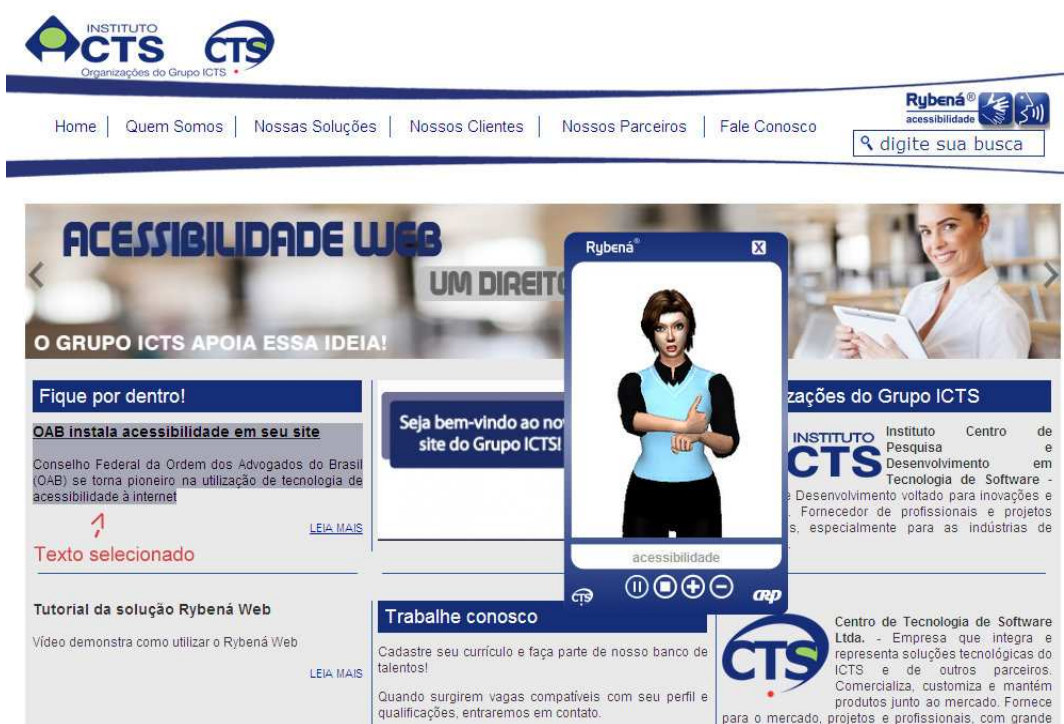 INSTITUTO
CTS
Organizações do Grupo ICTS
CTS
Home | Quem Somos | Nossas Soluções | Nossos Clientes | Nossos Parceiros | Fale Conosco
Rybená®
acessibilidade
digite sua busca
ACESSIBILIDADE WEB
UM DIREITO
O GRUPO ICTS APOIA ESSA IDEIA!
Rybená®
X
acessibilidade
CTS
CRP
Fique por dentro!
OAB instala acessibilidade em seu site
Conselho Federal da Ordem dos Advogados do Brasil
(OAB) se torna pioneiro na utilização de tecnologia de
acessibilidade à internet
LEIA MAIS
Texto selecionado
Tutorial da solução Rybená Web
Vídeo demonstra como utilizar o Rybená Web
LEIA MAIS
Seja bem-vindo ao no
site do Grupo ICTS!
Trabalhe conosco
Cadastre seu currículo e faça parte de nosso banco de
talentos!
Quando surgirem vagas compatíveis com seu perfil e
qualificações, entraremos em contato.
zações do Grupo ICTS
INSTITUTO
CTS
Instituto Centro de
Pesquisa e
Desenvolvimento em
Tecnologia de Software -
e Desenvolvimento voltado para inovações e
. Fornecedor de profissionais e projetos
s, especialmente para as indústrias de
CTS
Centro de Tecnologia de Software
Ltda. - Empresa que integra e
representa soluções tecnológicas do
ICTS e de outros parceiros.
Comercializa, customiza e mantém
produtos junto ao mercado. Fornece
para o mercado, projetos e profissionais, com grande